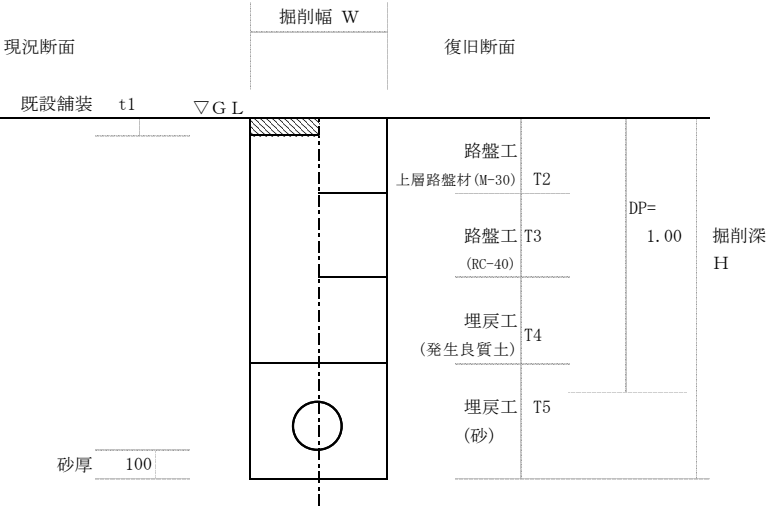 掘削幅 W
現況断面
復旧断面
既設舗装 t1
▽ＧＬ
路盤工
上層路盤材(M-30) T2
DP=
路盤工 T3
1.00
掘削深
(RC-40)
Ｈ
埋戻工
T4
(発生良質土)
埋戻工 T5
(砂)
砂厚 100